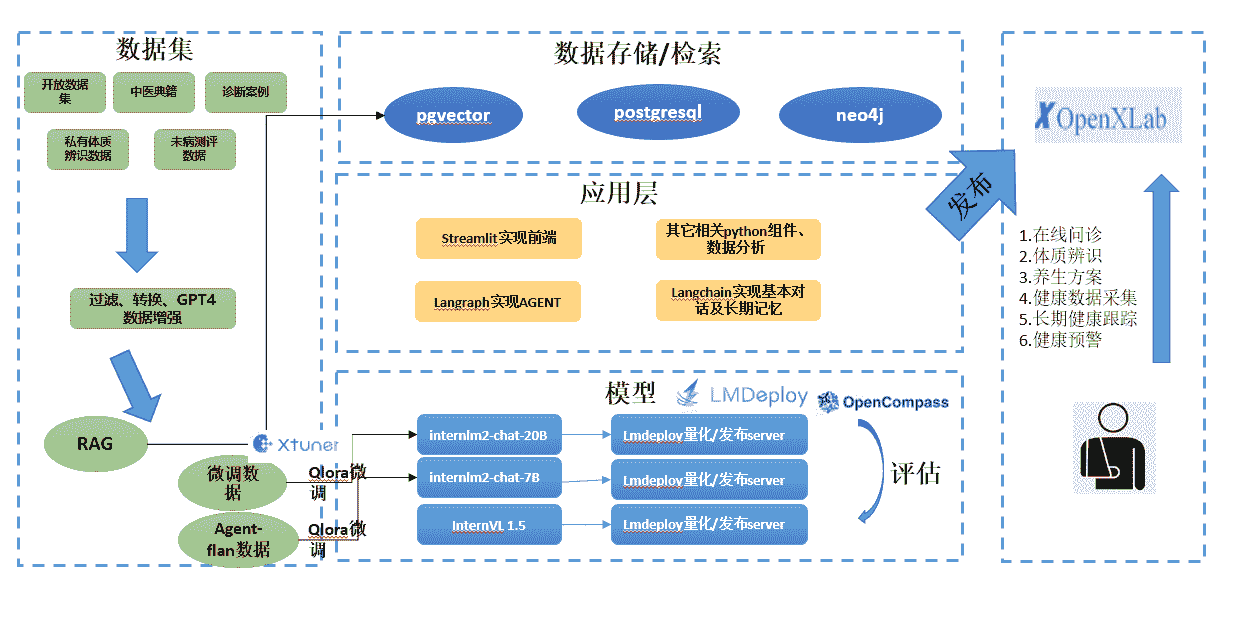 数据集
开放数据
集
中医典籍
诊断案例
私有体质
辨识数据
未病测评
数据
过滤、转换、GPT4
数据增强
RAG
Xtuner
微调数
据
Qlora微
调
Agent-
flan数据
Qlora微
调
数据存储/检索
pgvector
postgresql
neo4j
应用层
Streamlit实现前端
其它相关python组件、
数据分析
Langraph实现AGENT
Langchain实现基本对
话及长期记忆
模型
LMDeploy
OpenCompass
internlm2-chat-20B
Lmdeploy量化/发布server
internlm2-chat-7B
Lmdeploy量化/发布server
InternVL 1.5
Lmdeploy量化/发布server
评估
发布
OpenXLab
1.在线问诊
2.体质辨识
3.养生方案
4.健康数据采集
5.长期健康跟踪
6.健康预警